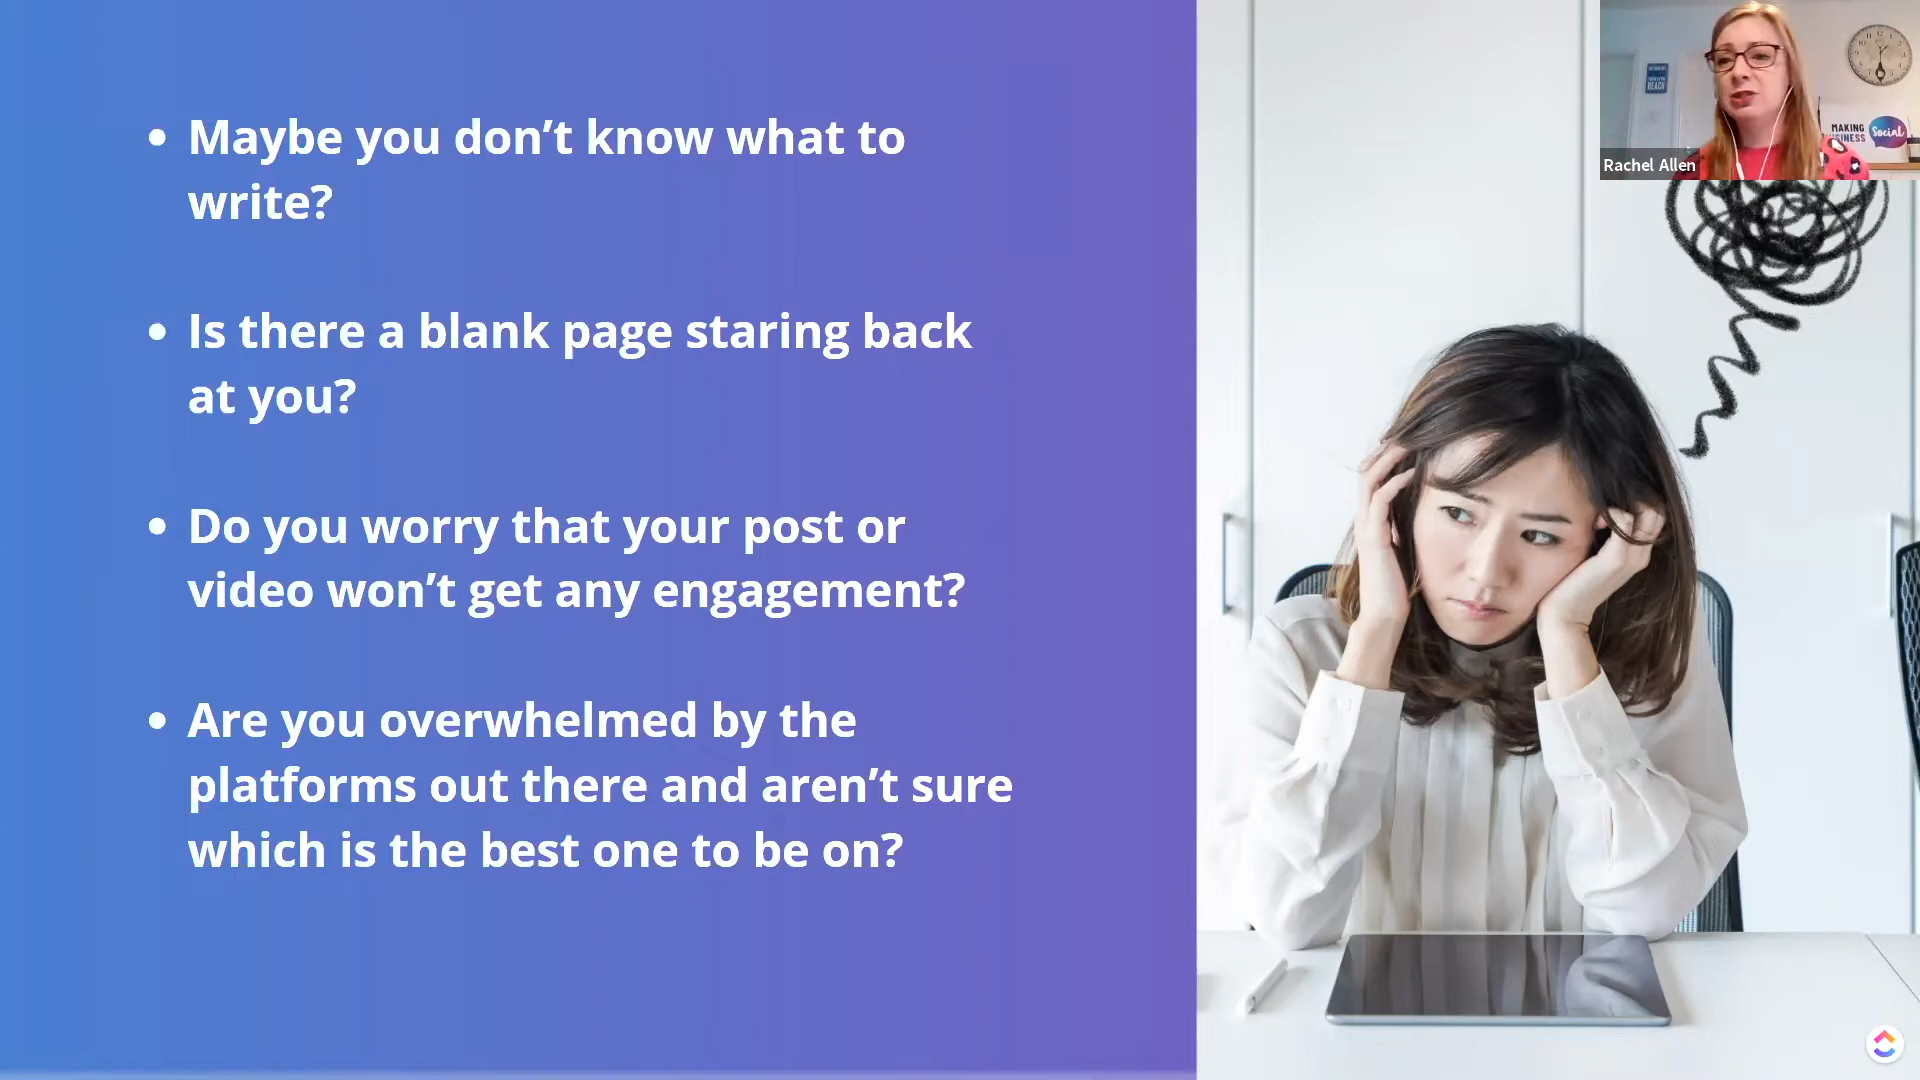 • Maybe you don’t know what to
write?
• Is there a blank page staring back
at you?
• Do you worry that your post or
video won’t get any engagement?
• Are you overwhelmed by the
platforms out there and aren’t sure
which is the best one to be on?
BEACH
MAKING
Social
Rachel Allen